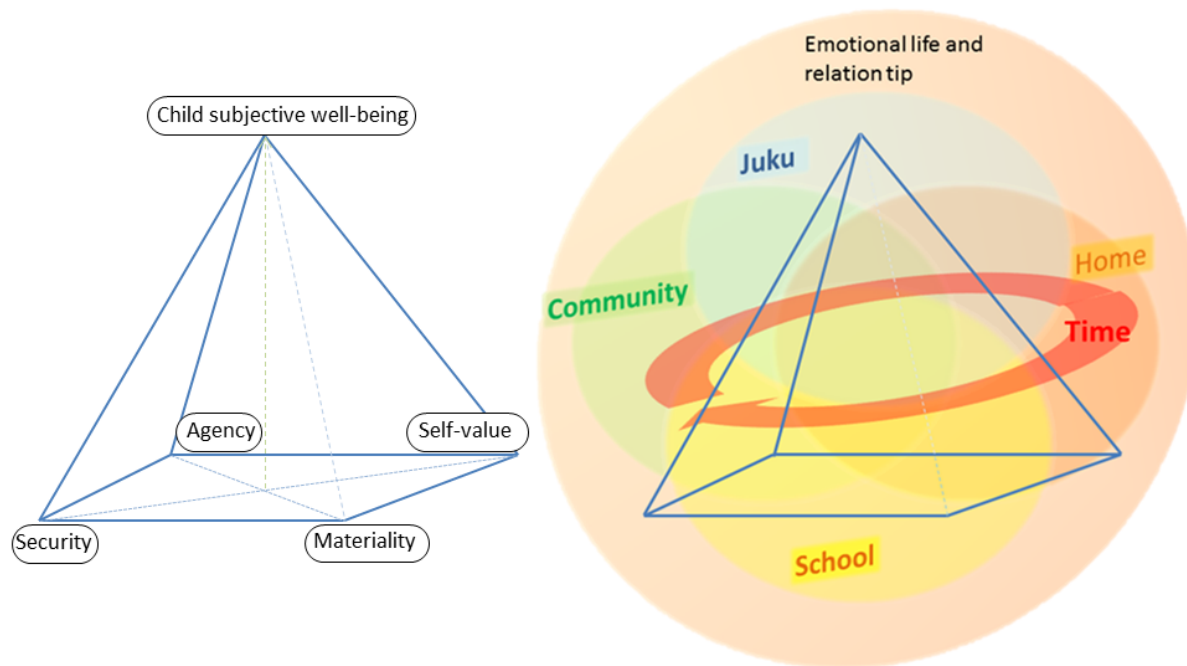 Child subjective well-being
Agency
Self-value
Security
Materiality
Emotional life and
relation tip
Juku
Home
Community
Time
School